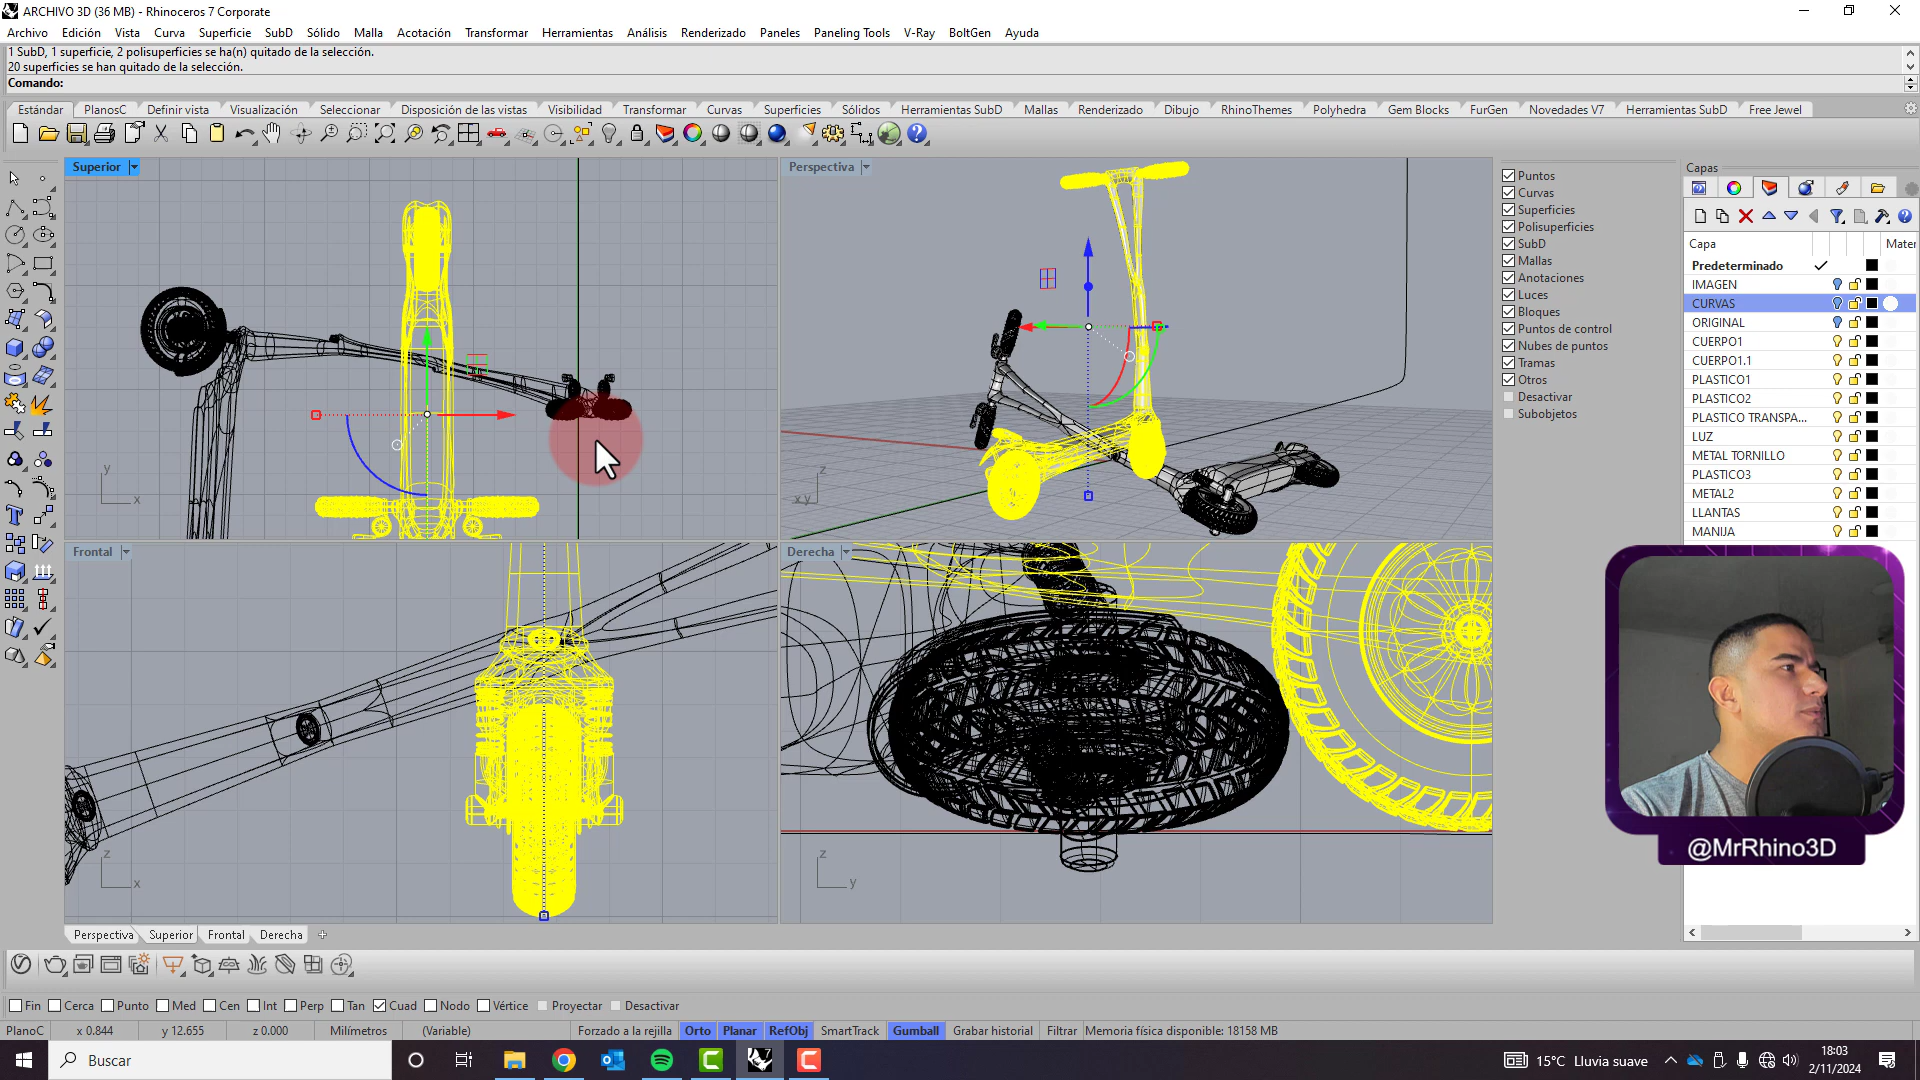 ARCHIVO 3D (36 MB) - Rhinoceros 7 Corporate
Archivo Edición Vista Curva Superficie SubD Sólido Malla Acotación Transformar Herramientas Análisis Renderizado Paneles Paneling Tools V-Ray BoltGen Ayuda
1 SubD, 1 superficie, 2 polisuperficies se ha(n) quitado de la selección.
20 superficies se han quitado de la selección.
Comando:
Estándar PlanosC Definir vista Visualización Seleccionar Disposición de las vistas Visibilidad Transformar Curvas Superficies Sólidos Herramientas SubD Mallas Renderizado Dibujo RhinoThemes Polyhedra Gem Blocks FurGen Novedades V7 Herramientas SubD Free Jewel
Superior
Perspectiva
Frontal
Derecha
y
x
z
x y
z
x
z
y
Puntos
Curvas
Superficies
Polisuperficies
SubD
Mallas
Anotaciones
Luces
Bloques
Puntos de control
Nubes de puntos
Tramas
Otros
Desactivar
Subobjetos
Capas
Capa Mater
Predeterminado
IMAGEN
CURVAS
ORIGINAL
CUERPO1
CUERPO1.1
PLASTICO1
PLASTICO2
PLASTICO TRANSPA...
LUZ
METAL TORNILLO
PLASTICO3
METAL2
LLANTAS
MANIJA
@MrRhino3D
Perspectiva Superior Frontal Derecha
Fin Cerca Punto Med Cen Int Perp Tan Cuad Nodo Vértice Proyectar Desactivar
PlanoC x 0.844 y 12.655 z 0.000 Milímetros (Variable) Forzado a la rejilla Orto Planar RefObj SmartTrack Gumball Grabar historial Filtrar Memoria física disponible: 18158 MB
Buscar
15°C Lluvia suave
18:03
2/11/2024